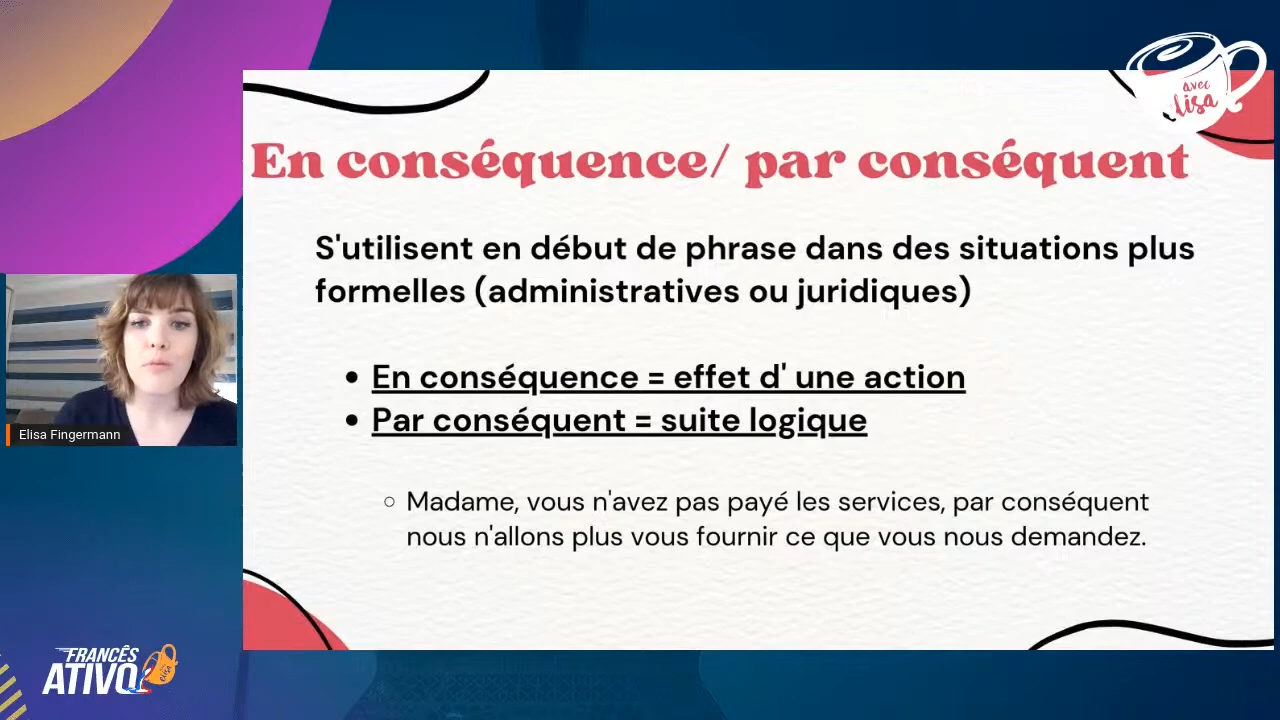 avec
elisa
En conséquence/ par conséquent
S'utilisent en début de phrase dans des situations plus
formelles (administratives ou juridiques)
En conséquence = effet d' une action
Par conséquent = suite logique
Madame, vous n'avez pas payé les services, par conséquent
nous n'allons plus vous fournir ce que vous nous demandez.
Elisa Fingermann
FRANCÊS
ATIVO